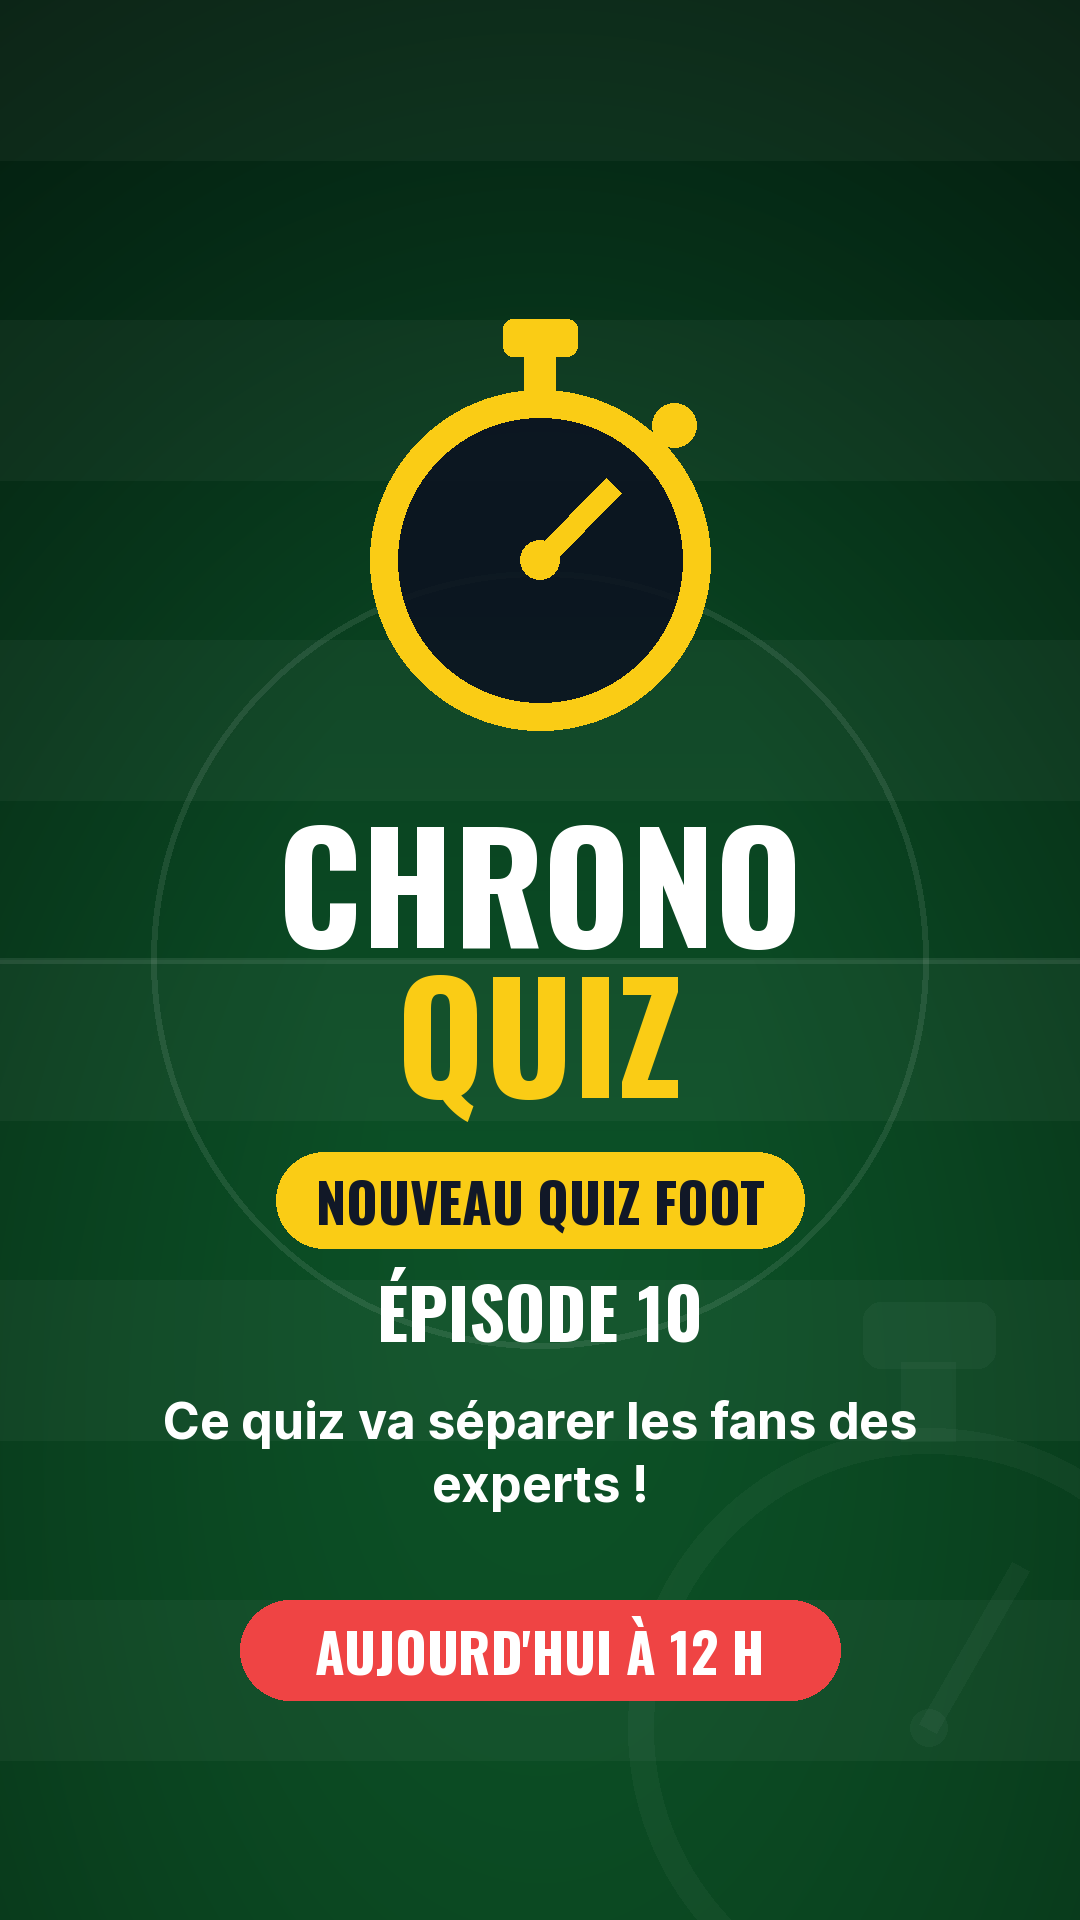 CHRONO
QUIZ
NOUVEAU QUIZ FOOT
ÉPISODE 10
Ce quiz va séparer les fans des
experts !
AUJOURD'HUI À 12 H